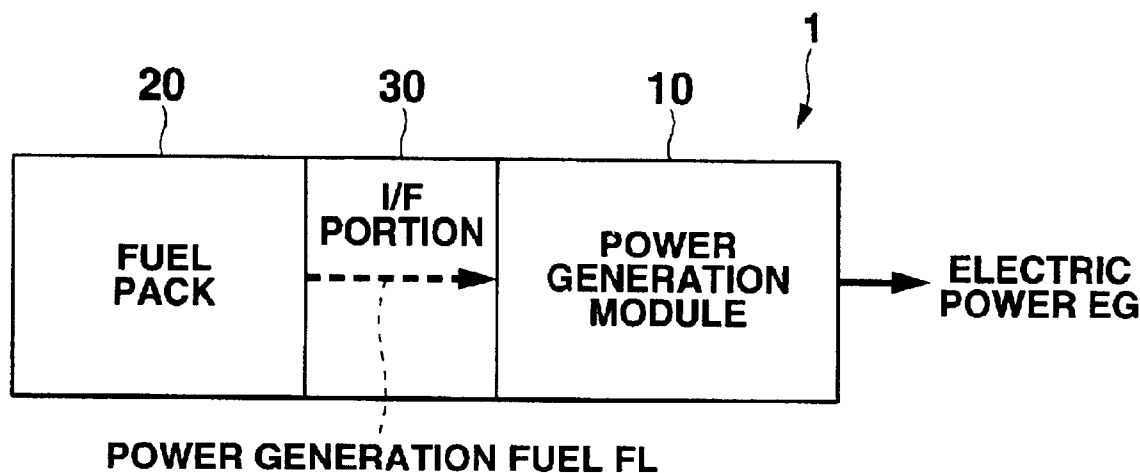 1
20
30
10
FUEL
PACK
I/F
PORTION
POWER
GENERATION
MODULE
ELECTRIC
POWER EG
POWER GENERATION FUEL FL